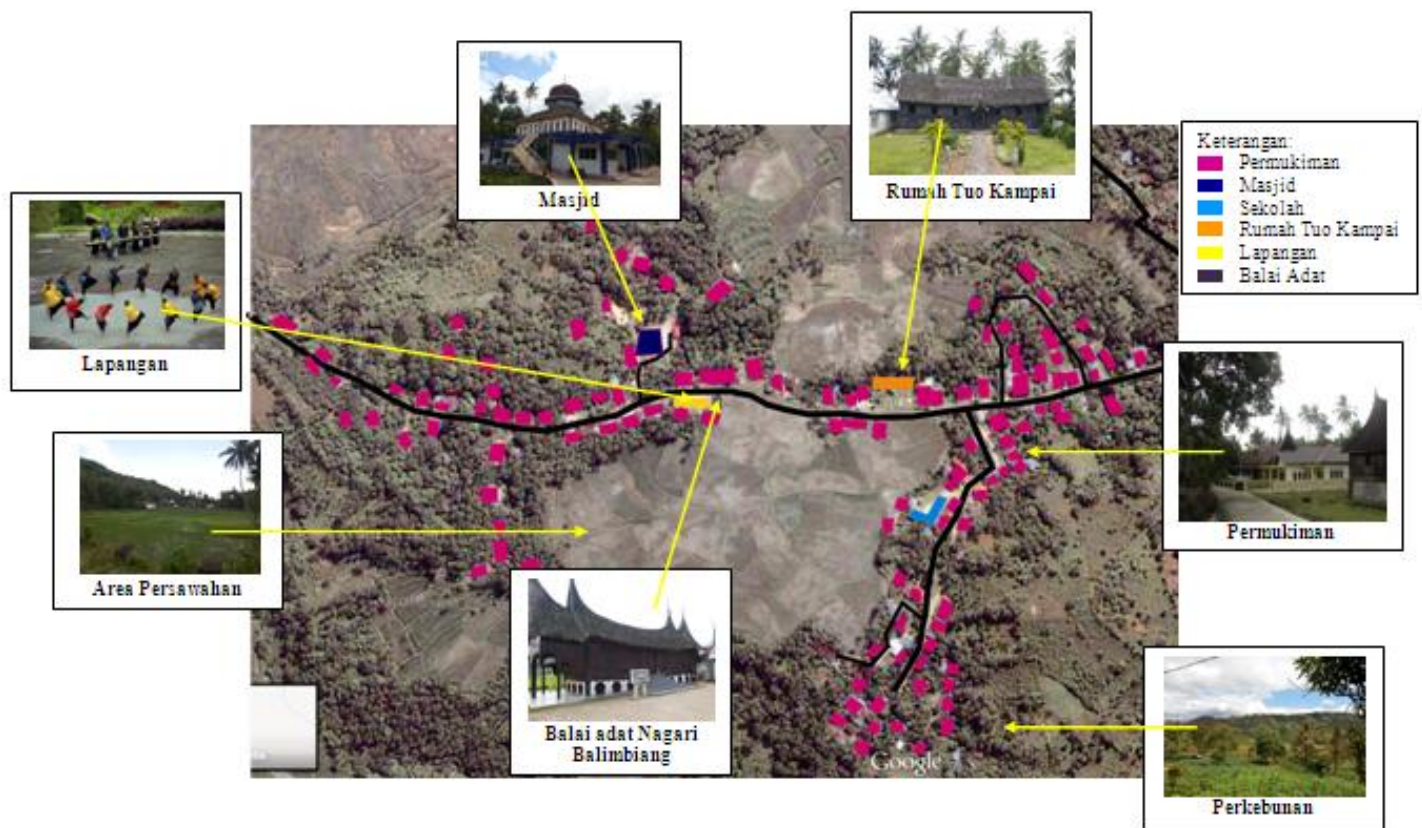 Masjid
Rumah Tuo Kampai
Keterangan:
Permukiman
Masjid
Sekolah
Rumah Tuo Kampai
Lapangan
Balai Adat
Lapangan
Area Persawahan
Permukiman
Balai adat Nagari
Balimbiang
Google
Perkebunan